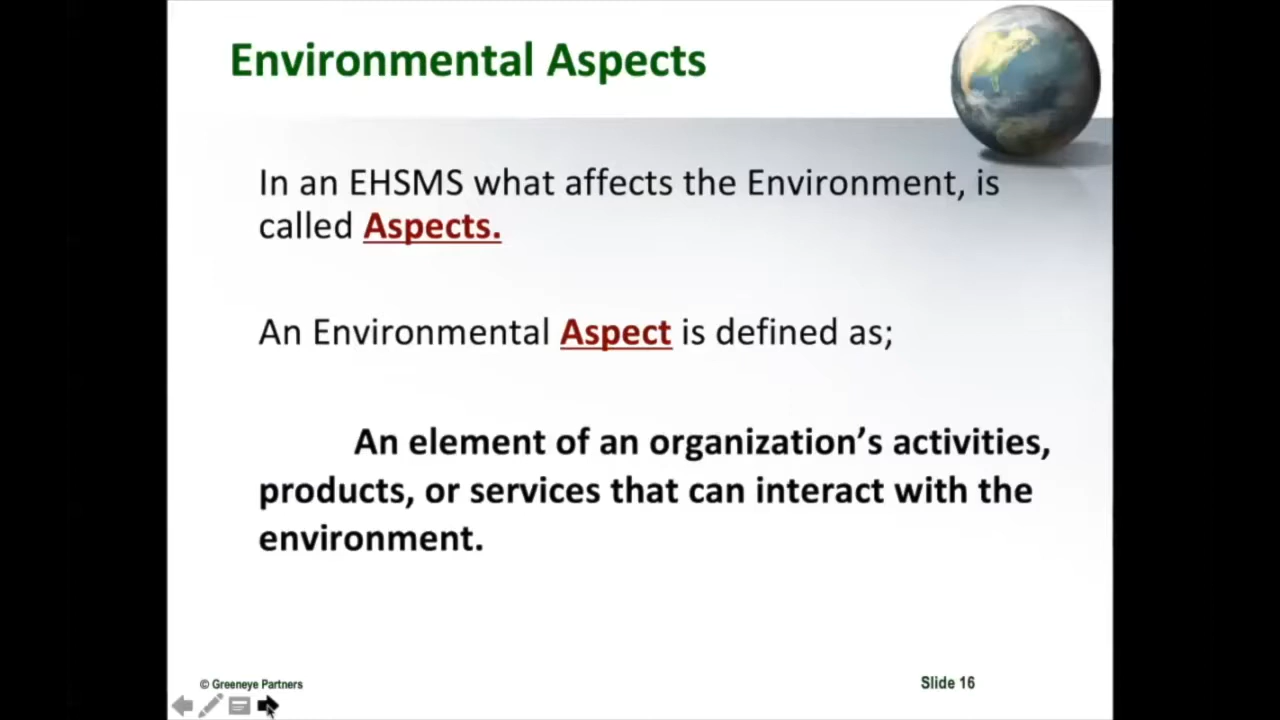 Environmental Aspects
In an EHSMS what affects the Environment, is
called Aspects.
An Environmental Aspect is defined as;
An element of an organization’s activities,
products, or services that can interact with the
environment.
© Greeneye Partners
Slide 16